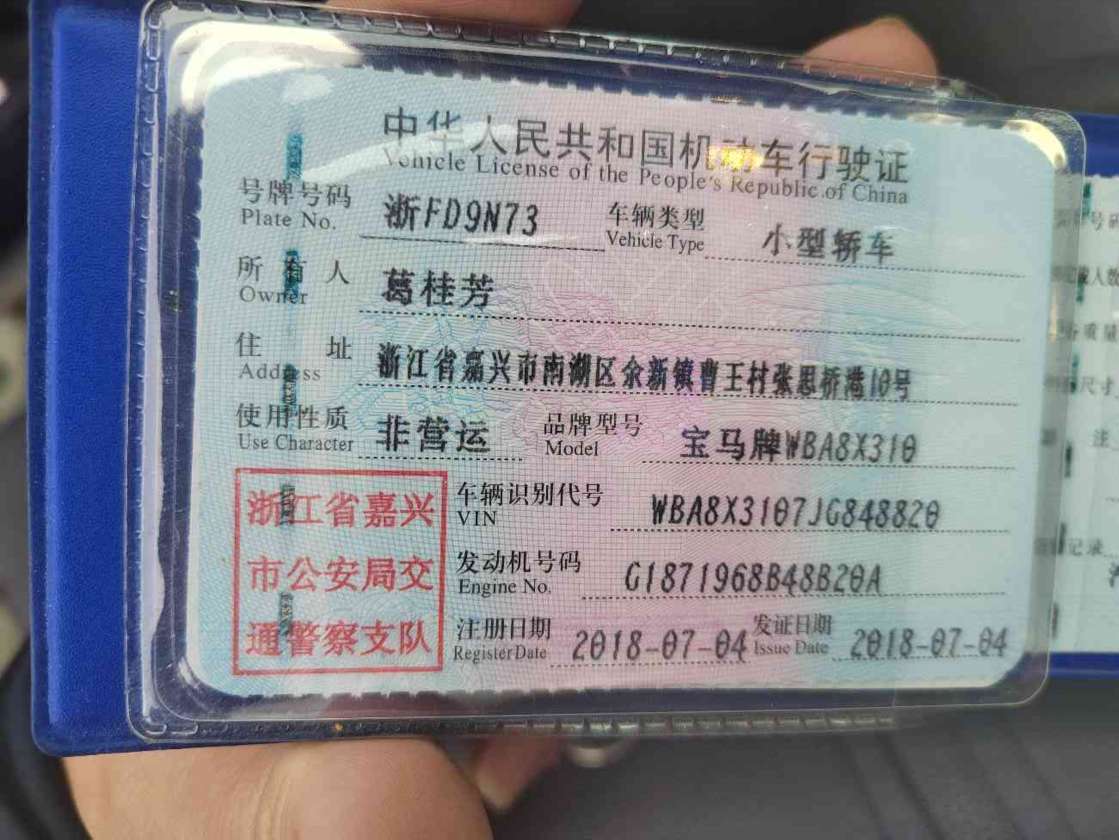 中华人民共和国机动车行驶证
Vehicle License of the People's Republic of China
号牌号码 浙FD9N73 车辆类型 小型轿车
Plate No. Vehicle Type
所有人 葛桂芳
Owner
住址 浙江省嘉兴市南湖区余新镇曹王村张思桥港10号
Address
使用性质 非营运 品牌型号 宝马牌WBA8X310
Use Character Model
浙江省嘉兴
市公安局交
通警察支队
车辆识别代号 WBA8X3107JG848820
VIN
发动机号码 G1871968B48B20A
Engine No.
注册日期 2018-07-04 发证日期 2018-07-04
Register Date Issue Date